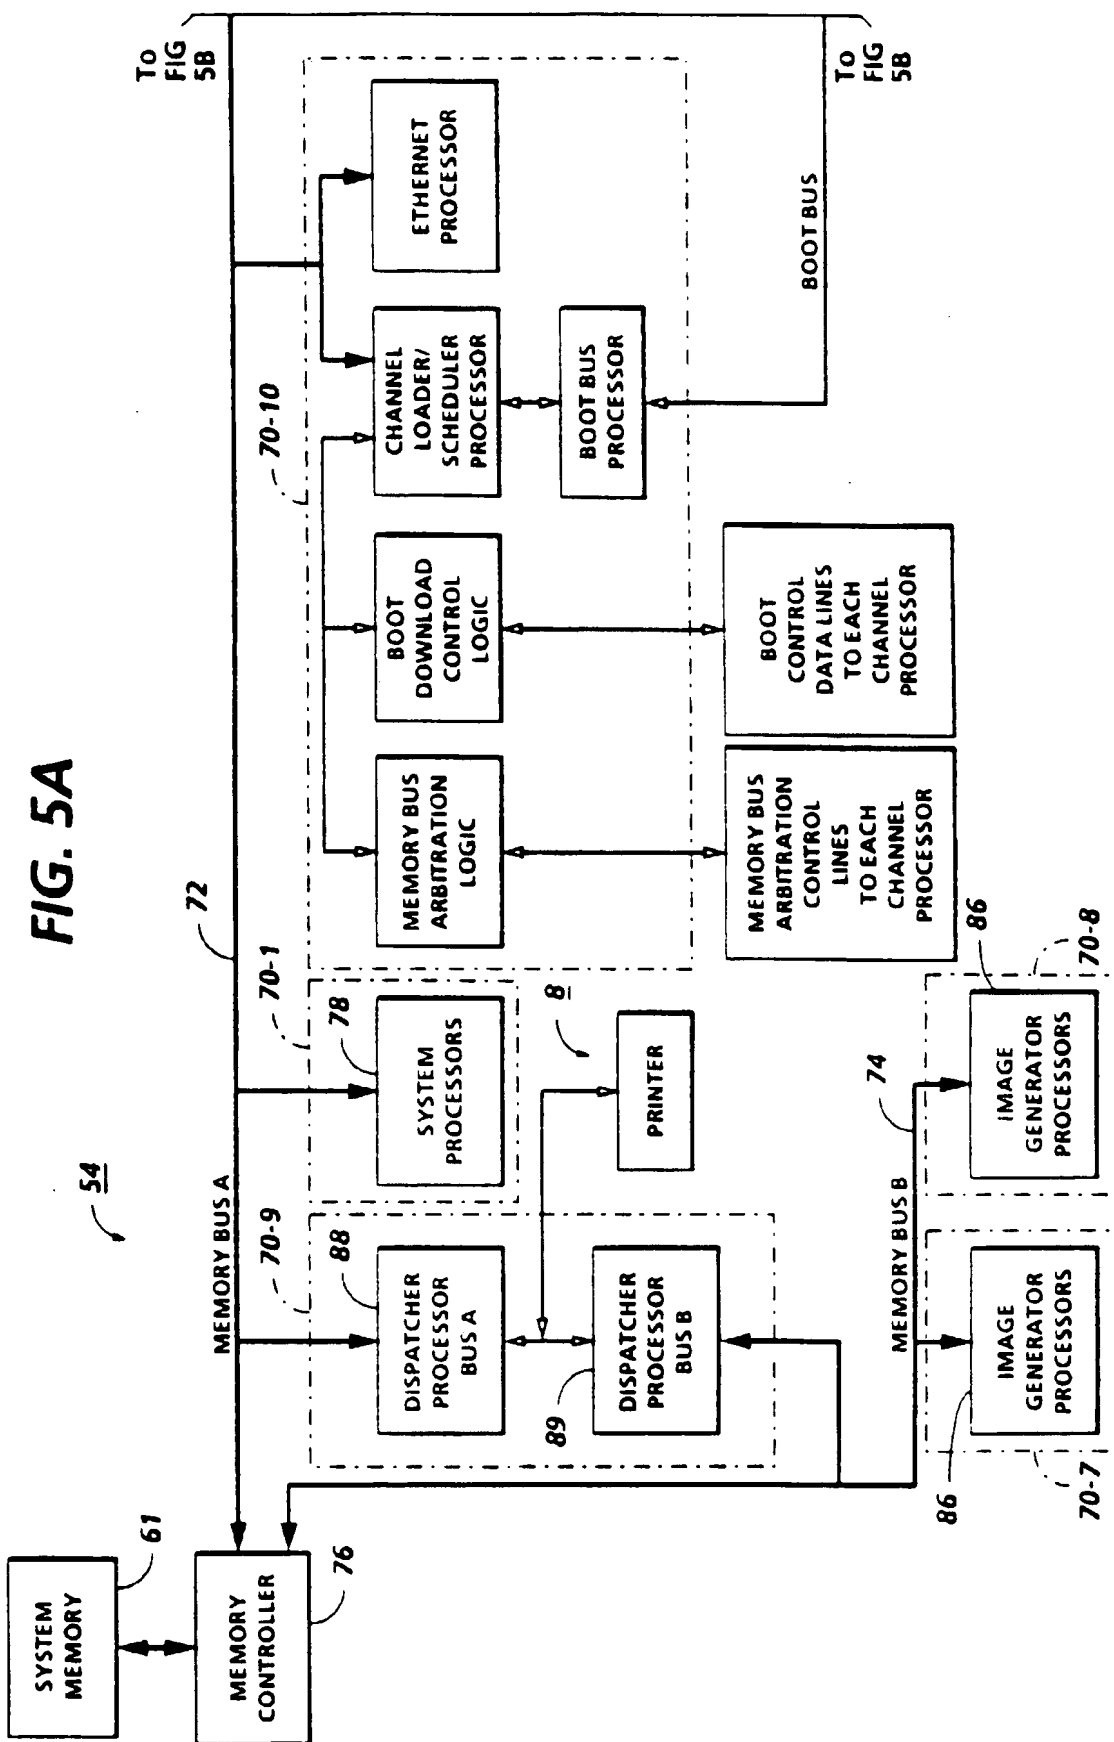 FIG. 5A
54
SYSTEM
MEMORY
61
MEMORY
CONTROLLER
76
MEMORY BUS A
72
To
FIG
5B
70-9
DISPATCHER
PROCESSOR
BUS A
88
DISPATCHER
PROCESSOR
BUS B
89
70-1
SYSTEM
PROCESSORS
78
8
PRINTER
70-10
MEMORY BUS
ARBITRATION
LOGIC
BOOT
DOWNLOAD
CONTROL
LOGIC
CHANNEL
LOADER/
SCHEDULER
PROCESSOR
ETHERNET
PROCESSOR
BOOT BUS
PROCESSOR
BOOT BUS
To
FIG
5B
MEMORY BUS
ARBITRATION
CONTROL
LINES
TO EACH
CHANNEL
PROCESSOR
BOOT
CONTROL
DATA LINES
TO EACH
CHANNEL
PROCESSOR
MEMORY BUS B
74
86
IMAGE
GENERATOR
PROCESSORS
70-7
86
IMAGE
GENERATOR
PROCESSORS
70-8